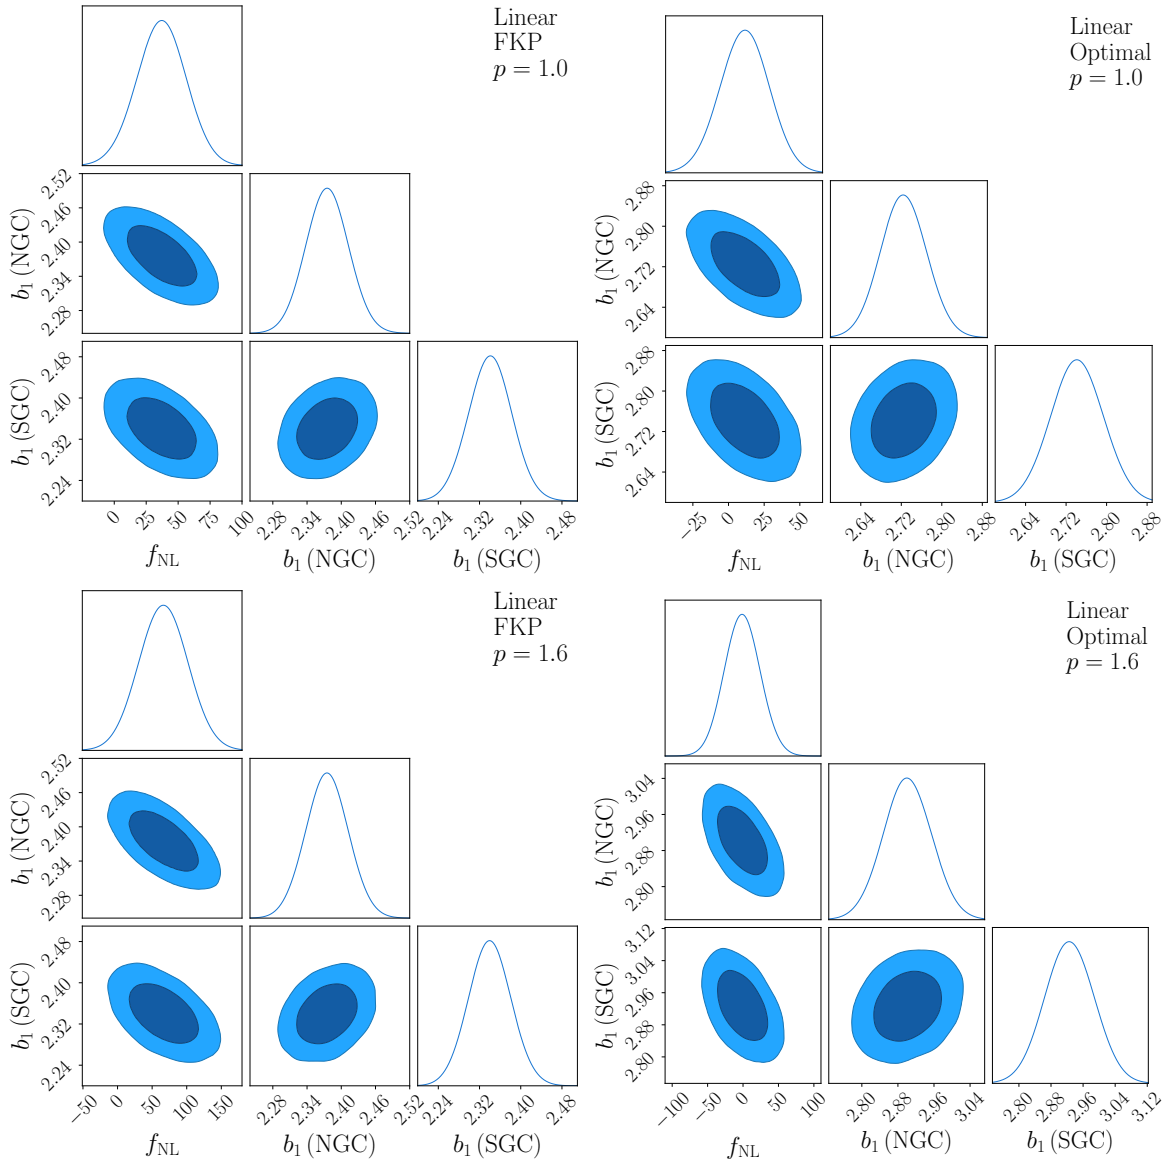 Linear
FKP
p = 1.0
2.52
2.46
2.40
2.34
2.28
b₁ (NGC)
2.48
2.40
2.32
2.24
b₁ (SGC)
0
25
50
75
100
f_NL
2.28
2.34
2.40
2.46
2.52
b₁ (NGC)
2.24
2.32
2.40
2.48
b₁ (SGC)
Linear
Optimal
p = 1.0
2.88
2.80
2.72
2.64
b₁ (NGC)
2.88
2.80
2.72
2.64
b₁ (SGC)
−25
0
25
50
f_NL
2.64
2.72
2.80
2.88
b₁ (NGC)
2.64
2.72
2.80
2.88
b₁ (SGC)
Linear
FKP
p = 1.6
2.52
2.46
2.40
2.34
2.28
b₁ (NGC)
2.48
2.40
2.32
2.24
b₁ (SGC)
−50
0
50
100
150
f_NL
2.28
2.34
2.40
2.46
2.52
b₁ (NGC)
2.24
2.32
2.40
2.48
b₁ (SGC)
Linear
Optimal
p = 1.6
3.04
2.96
2.88
2.80
b₁ (NGC)
3.12
3.04
2.96
2.88
2.80
b₁ (SGC)
−100
−50
0
50
100
f_NL
2.80
2.88
2.96
3.04
b₁ (NGC)
2.80
2.88
2.96
3.04
3.12
b₁ (SGC)